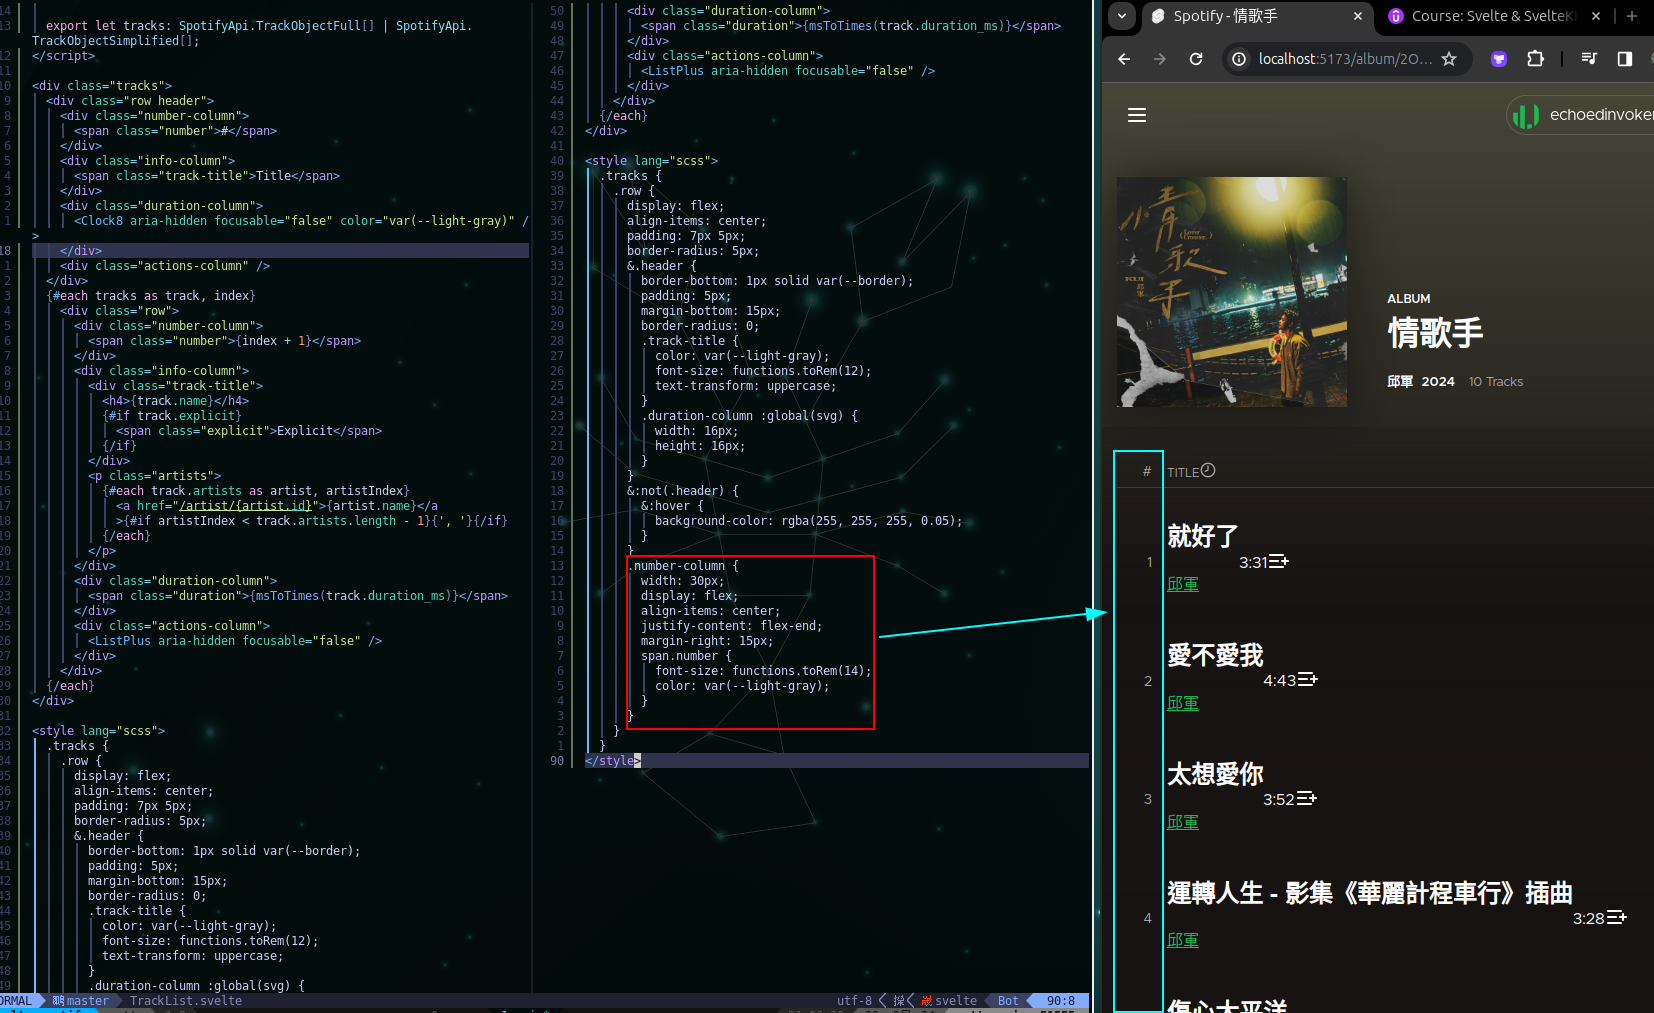 14
13 export let tracks: SpotifyApi.TrackObjectFull[] | SpotifyApi.
TrackObjectSimplified[];
12 </script>
11
10 <div class="tracks">
9 <div class="row header">
8 <div class="number-column">
7 <span class="number">#</span>
6 </div>
5 <div class="info-column">
4 <span class="track-title">Title</span>
3 </div>
2 <div class="duration-column">
1 <Clock8 aria-hidden focusable="false" color="var(--light-gray)" /
>
18 </div>
1 <div class="actions-column" />
2 </div>
3 {#each tracks as track, index}
4 <div class="row">
5 <div class="number-column">
6 <span class="number">{index + 1}</span>
7 </div>
8 <div class="info-column">
9 <div class="track-title">
10 <h4>{track.name}</h4>
11 {#if track.explicit}
12 <span class="explicit">Explicit</span>
13 {/if}
14 </div>
15 <p class="artists">
16 {#each track.artists as artist, artistIndex}
17 <a href="/artist/{artist.id}">{artist.name}</a
18 >{#if artistIndex < track.artists.length - 1}{', '}{/if}
19 {/each}
20 </p>
21 </div>
22 <div class="duration-column">
23 <span class="duration">{msToTimes(track.duration_ms)}</span>
24 </div>
25 <div class="actions-column">
26 <ListPlus aria-hidden focusable="false" />
27 </div>
28 </div>
29 {/each}
30 </div>
31
32 <style lang="scss">
33 .tracks {
34 .row {
35 display: flex;
36 align-items: center;
37 padding: 7px 5px;
38 border-radius: 5px;
39 &.header {
40 border-bottom: 1px solid var(--border);
41 padding: 5px;
42 margin-bottom: 15px;
43 border-radius: 0;
44 .track-title {
45 color: var(--light-gray);
46 font-size: functions.toRem(12);
47 text-transform: uppercase;
48 }
49 .duration-column :global(svg) {
50 <div class="duration-column">
49 <span class="duration">{msToTimes(track.duration_ms)}</span>
48 </div>
47 <div class="actions-column">
46 <ListPlus aria-hidden focusable="false" />
45 </div>
44 </div>
43 {/each}
42 </div>
41
40 <style lang="scss">
39 .tracks {
38 .row {
37 display: flex;
36 align-items: center;
35 padding: 7px 5px;
34 border-radius: 5px;
33 &.header {
32 border-bottom: 1px solid var(--border);
31 padding: 5px;
30 margin-bottom: 15px;
29 border-radius: 0;
28 .track-title {
27 color: var(--light-gray);
26 font-size: functions.toRem(12);
25 text-transform: uppercase;
24 }
23 .duration-column :global(svg) {
22 width: 16px;
21 height: 16px;
20 }
19 }
18 &:not(.header) {
17 &:hover {
16 background-color: rgba(255, 255, 255, 0.05);
15 }
14 }
13 .number-column {
12 width: 30px;
11 display: flex;
10 align-items: center;
9 justify-content: flex-end;
8 margin-right: 15px;
7 span.number {
6 font-size: functions.toRem(14);
5 color: var(--light-gray);
4 }
3 }
2 }
1 }
90 </style>
ORMAL master TrackList.svelte utf-8 svelte Bot 90:8
Spotify - 情歌手
Course: Svelte & SvelteK
localhost:5173/album/2O...
echoedinvoker
情歌手
(Lover Crooner.)
邱軍
ALBUM
情歌手
邱軍 2024 10 Tracks
# TITLE
1 就好了 3:31
邱軍
2 愛不愛我 4:43
邱軍
3 太想愛你 3:52
邱軍
4 運轉人生 - 影集《華麗計程車行》插曲 3:28
邱軍
傷心太平洋